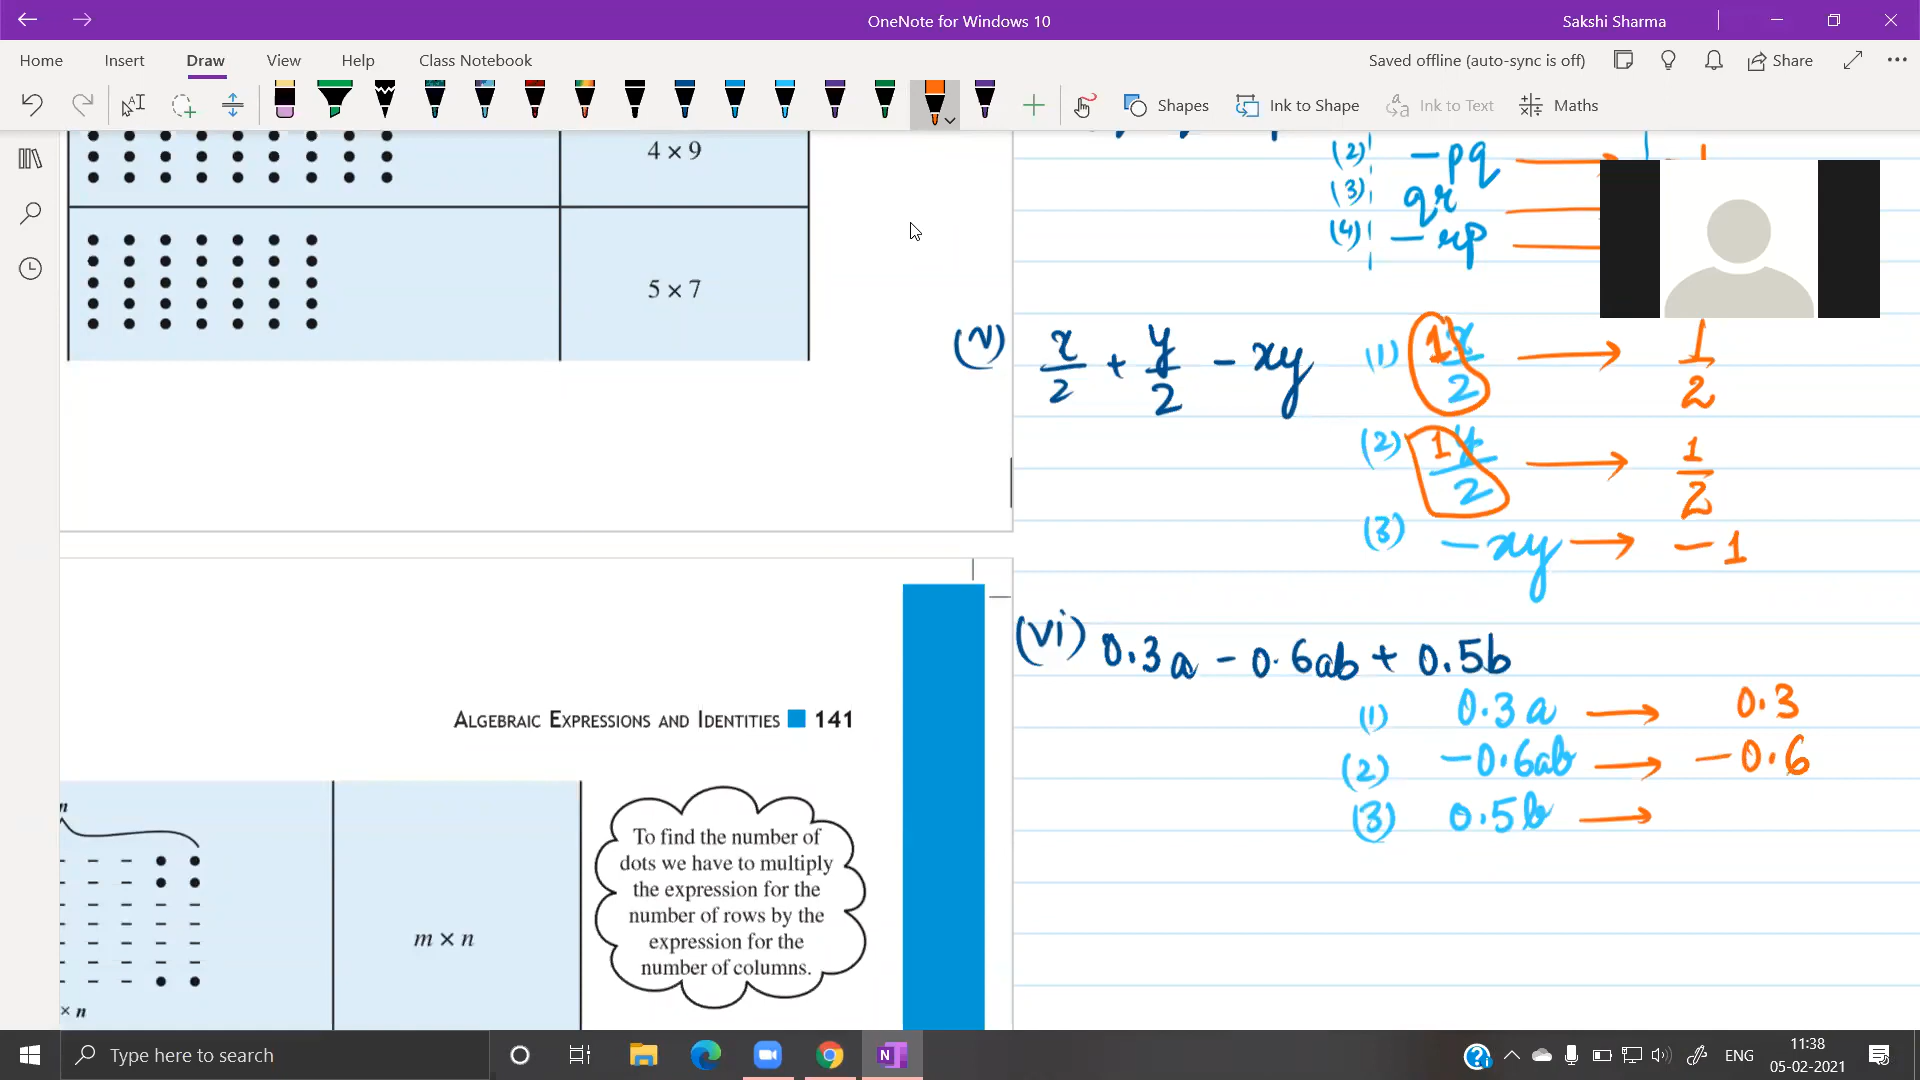 OneNote for Windows 10
Sakshi Sharma
Home Insert Draw View Help Class Notebook
Saved offline (auto-sync is off) Share
Shapes Ink to Shape Ink to Text Maths
4 × 9
5 × 7
(2) -pq
(3) qr
(4) -rp
(v) x/2 + y/2 - xy
(1) 1x/2 → 1/2
(2) 1y/2 → 1/2
(3) -xy → -1
(vi) 0.3a - 0.6ab + 0.5b
(1) 0.3a → 0.3
(2) -0.6ab → -0.6
(3) 0.5b →
ALGEBRAIC EXPRESSIONS AND IDENTITIES 141
n
m × n
× n
To find the number of
dots we have to multiply
the expression for the
number of rows by the
expression for the
number of columns.
Type here to search
ENG
11:38
05-02-2021